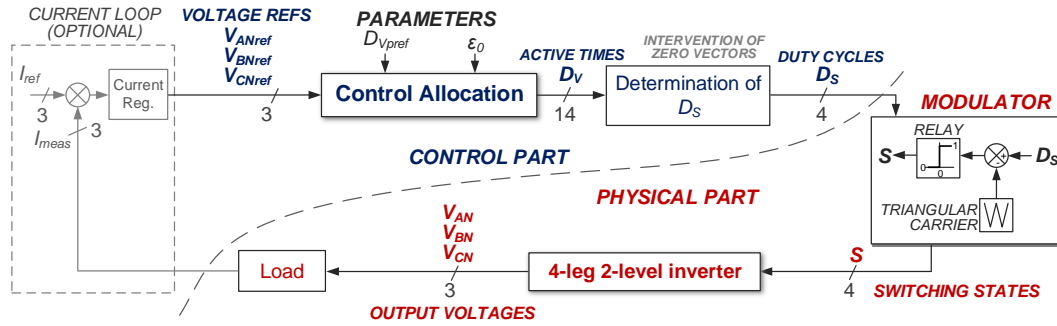 CURRENT LOOP
(OPTIONAL)
I_ref
3
I_meas
3
Current
Reg.
VOLTAGE REFS
V_ANref
V_BNref
V_CNref
3
PARAMETERS
D_Vpref
ε_0
Control Allocation
ACTIVE TIMES
D_V
14
INTERVENTION OF
ZERO VECTORS
Determination of
D_S
DUTY CYCLES
D_S
4
MODULATOR
RELAY
1
0
0
S
+
-
D_S
TRIANGULAR
CARRIER
CONTROL PART
PHYSICAL PART
Load
V_AN
V_BN
V_CN
3
OUTPUT VOLTAGES
4-leg 2-level inverter
S
4
SWITCHING STATES